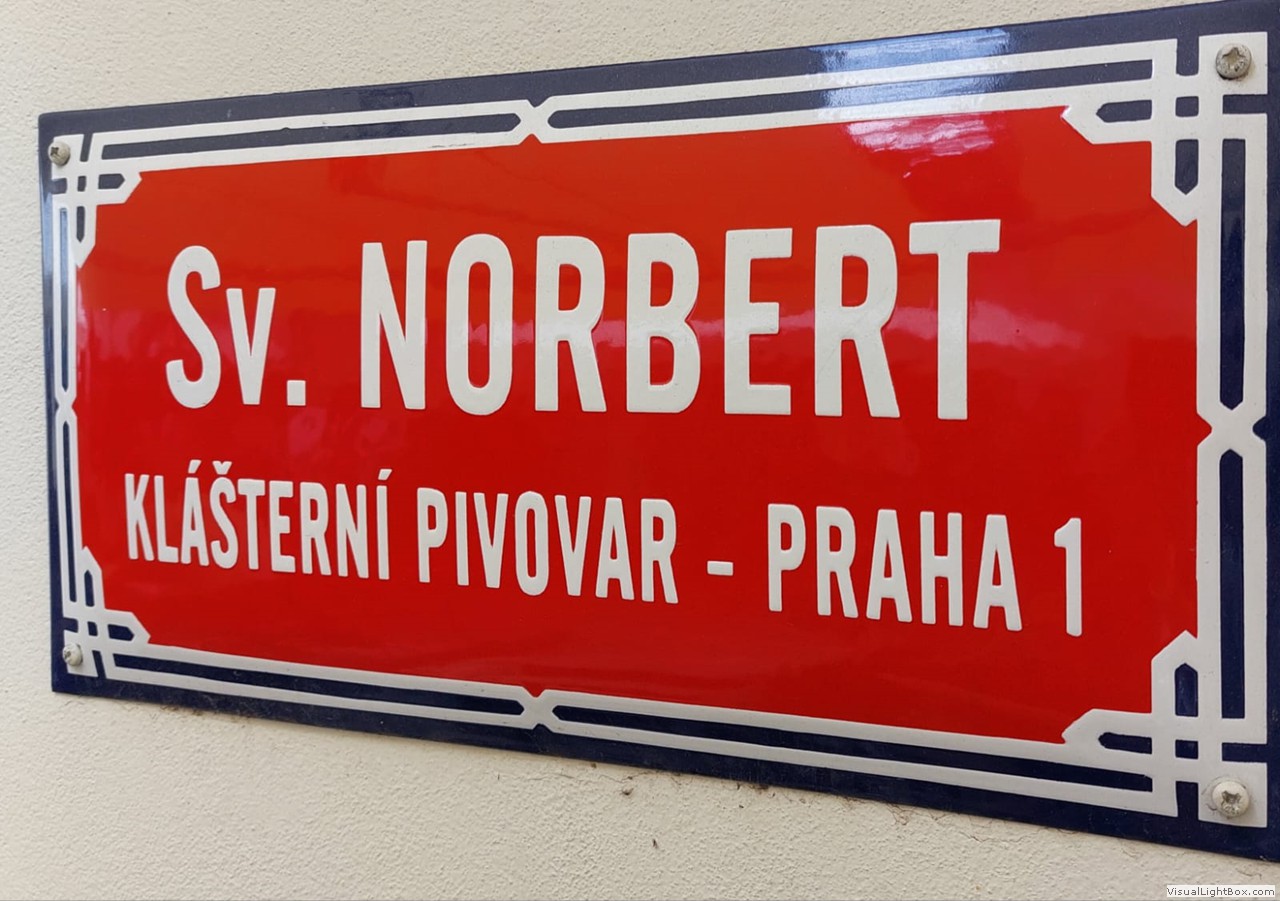 Sv. NORBERT
KLÁŠTERNÍ PIVOVAR - PRAHA 1
VisualLightBox.com